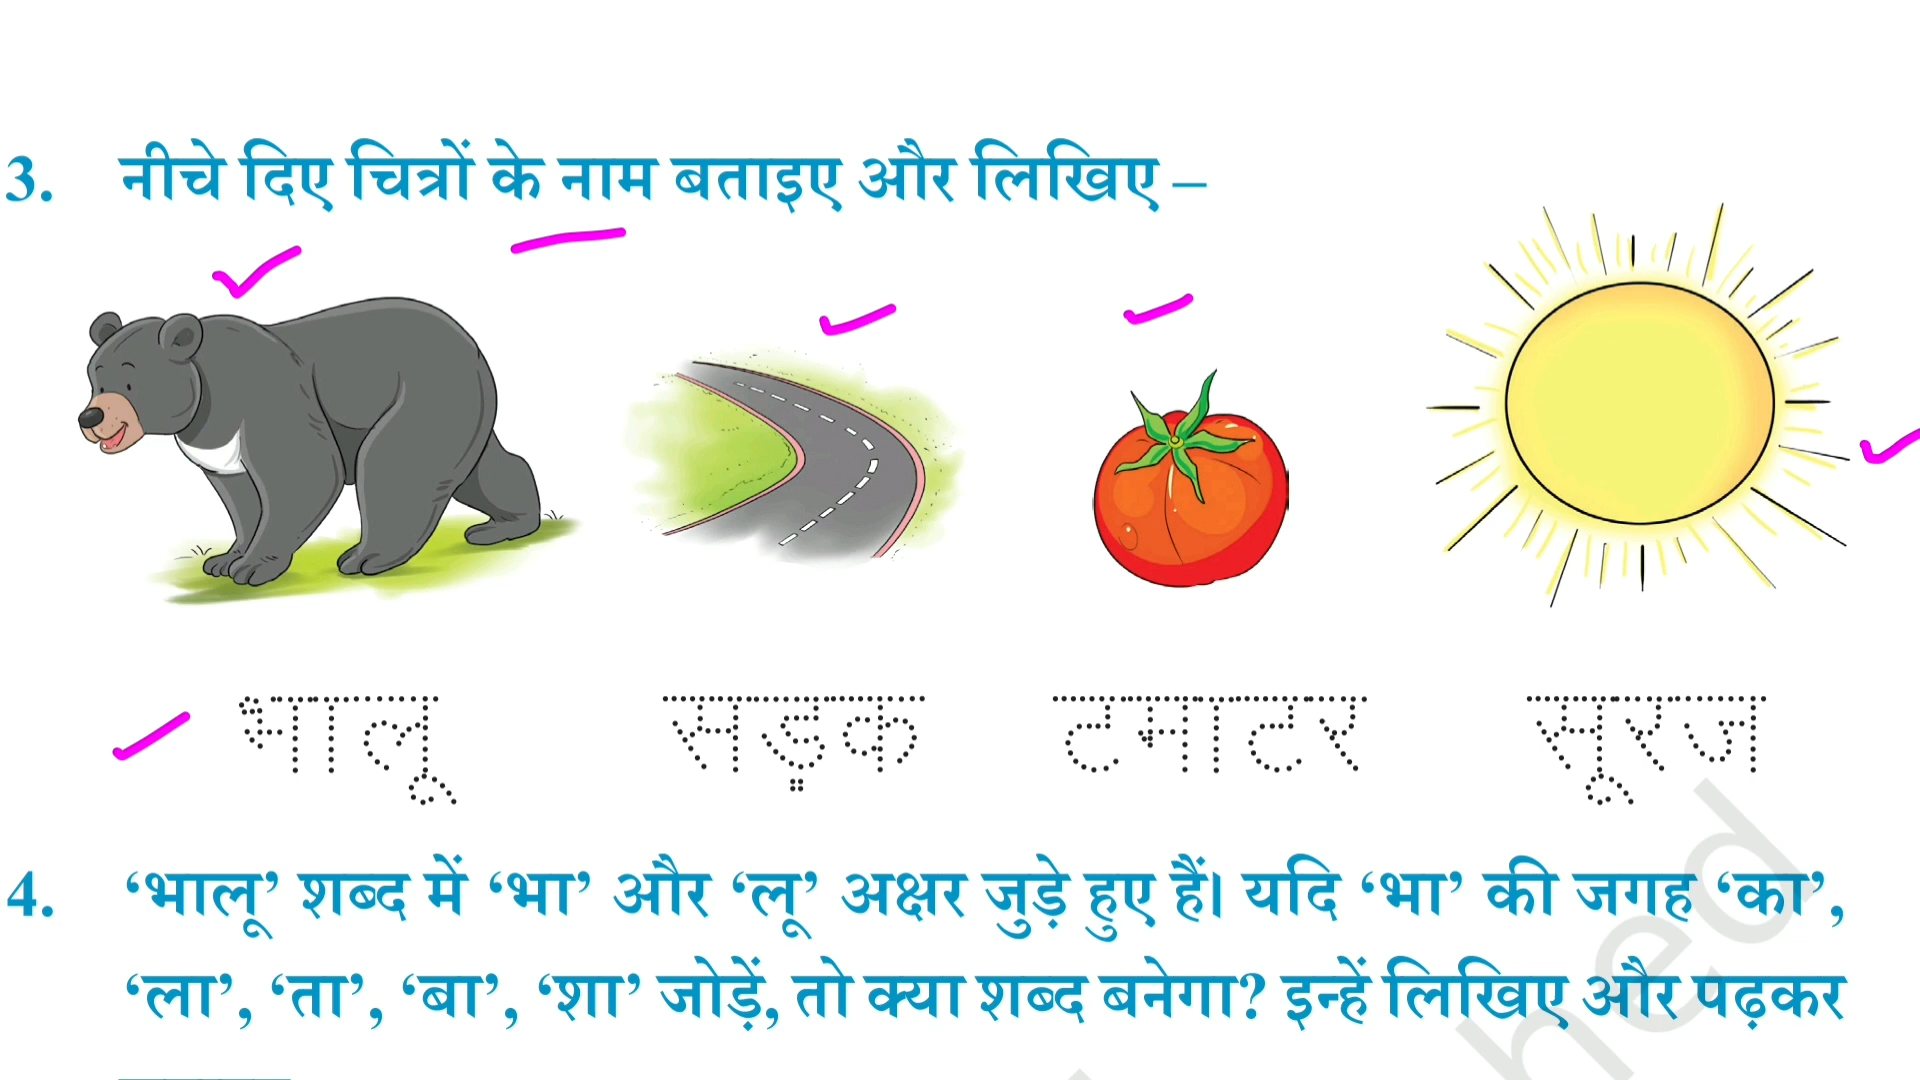 3. नीचे दिए चित्रों के नाम बताइए और लिखिए –
भालू सड़क टमाटर सूरज
4. ‘भालू’ शब्द में ‘भा’ और ‘लू’ अक्षर जुड़े हुए हैं। यदि ‘भा’ की जगह ‘का’,
‘ला’, ‘ता’, ‘बा’, ‘शा’ जोड़ें, तो क्या शब्द बनेगा? इन्हें लिखिए और पढ़कर
hed